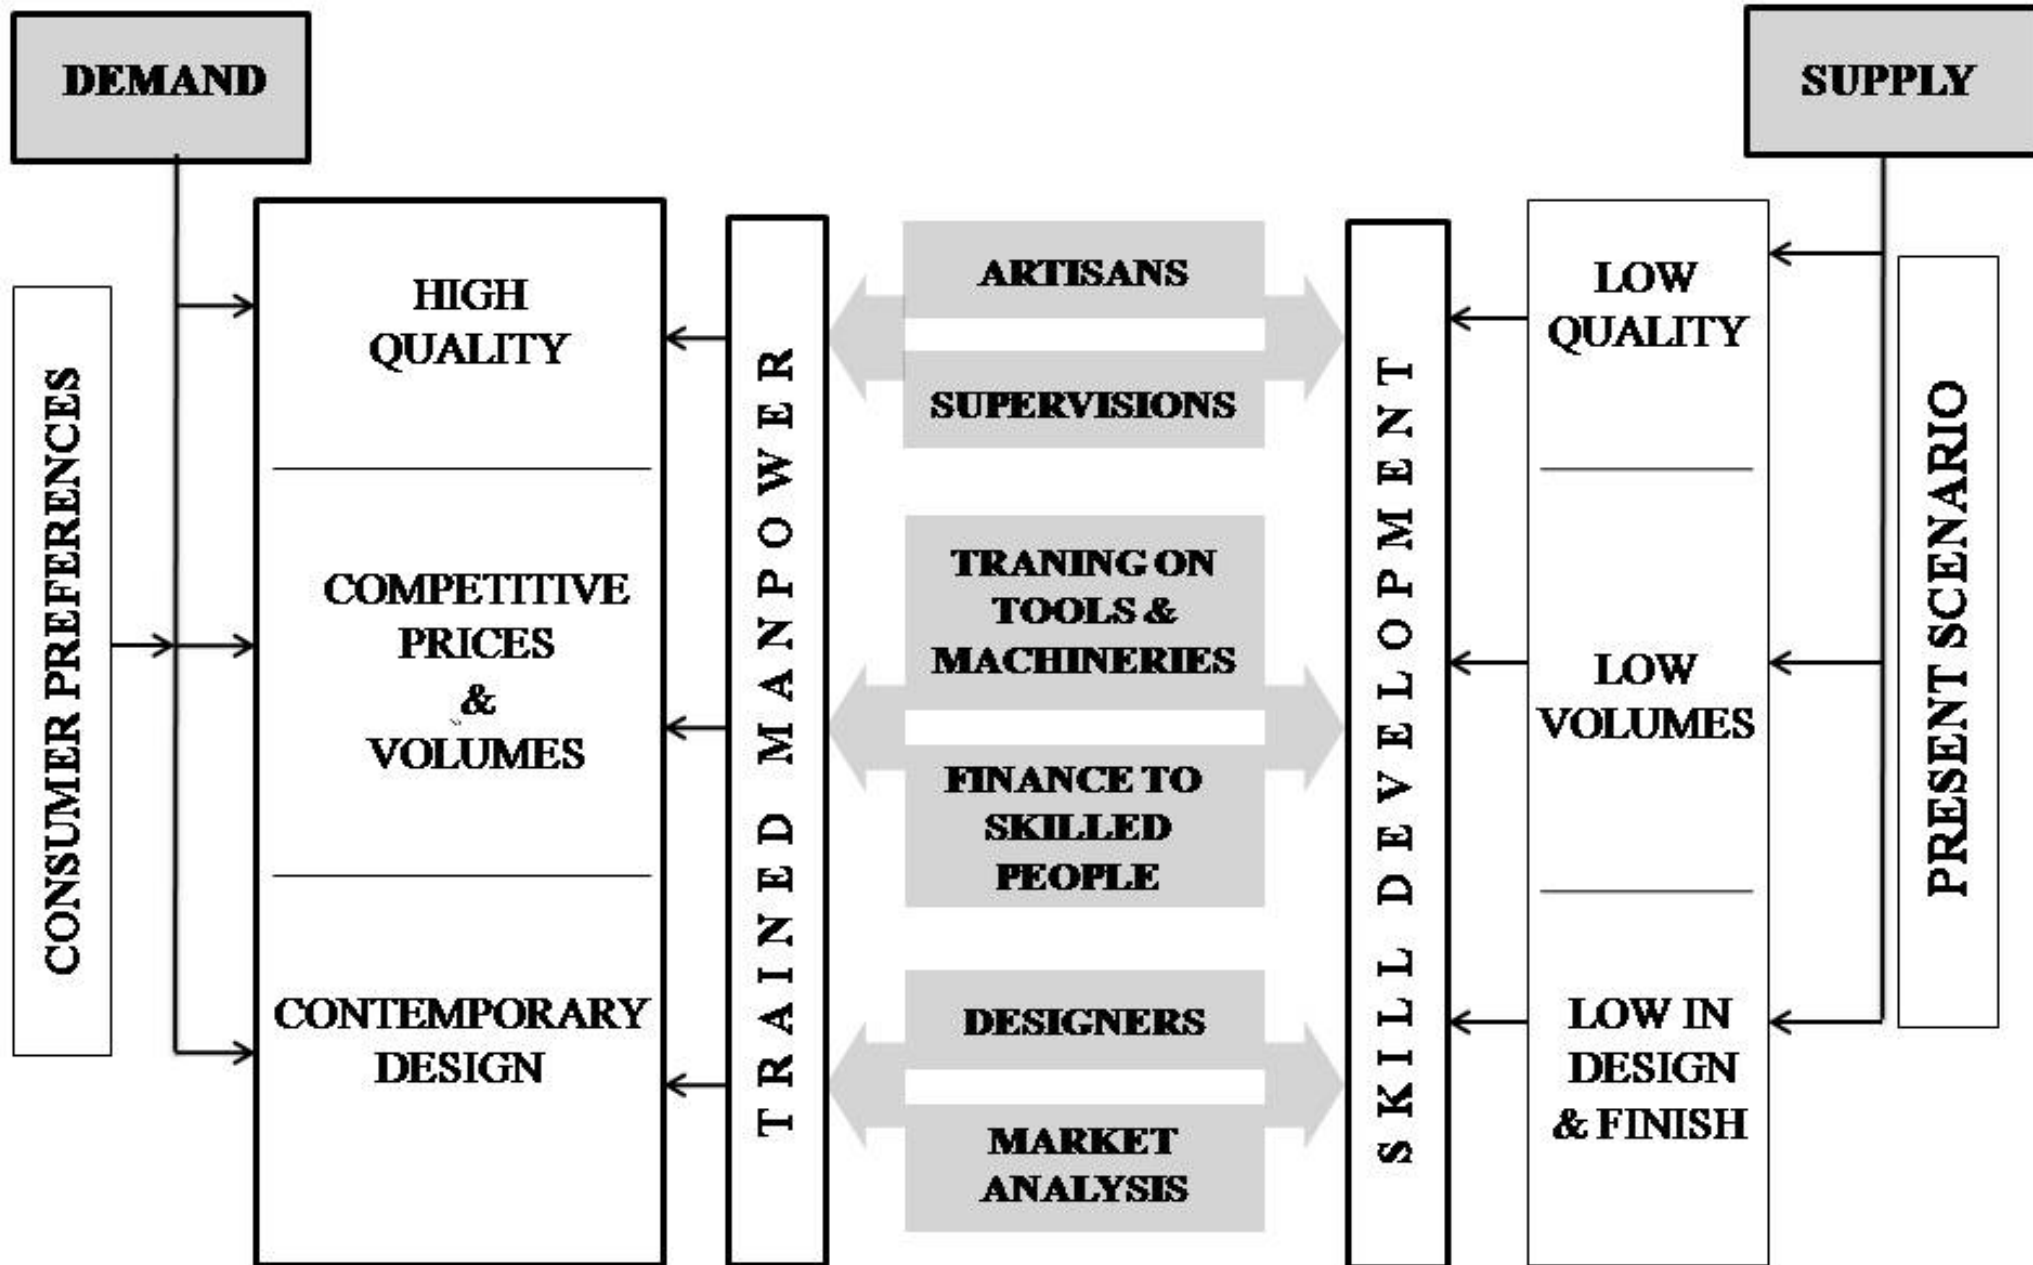 DEMAND
SUPPLY
CONSUMER PREFERENCES
HIGH
QUALITY
COMPETITIVE
PRICES
&
VOLUMES
CONTEMPORARY
DESIGN
TRAINED MANPOWER
ARTISANS
SUPERVISIONS
TRANING ON
TOOLS &
MACHINERIES
FINANCE TO
SKILLED
PEOPLE
DESIGNERS
MARKET
ANALYSIS
SKILL DEVELOPMENT
LOW
QUALITY
LOW
VOLUMES
LOW IN
DESIGN
& FINISH
PRESENT SCENARIO